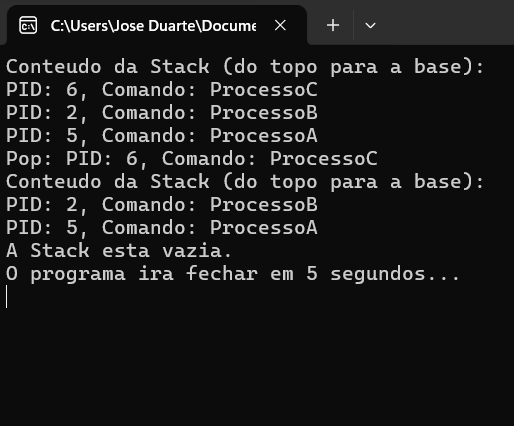 C:\Users\Jose Duarte\Docume
Conteudo da Stack (do topo para a base):
PID: 6, Comando: ProcessoC
PID: 2, Comando: ProcessoB
PID: 5, Comando: ProcessoA
Pop: PID: 6, Comando: ProcessoC
Conteudo da Stack (do topo para a base):
PID: 2, Comando: ProcessoB
PID: 5, Comando: ProcessoA
A Stack esta vazia.
O programa ira fechar em 5 segundos...